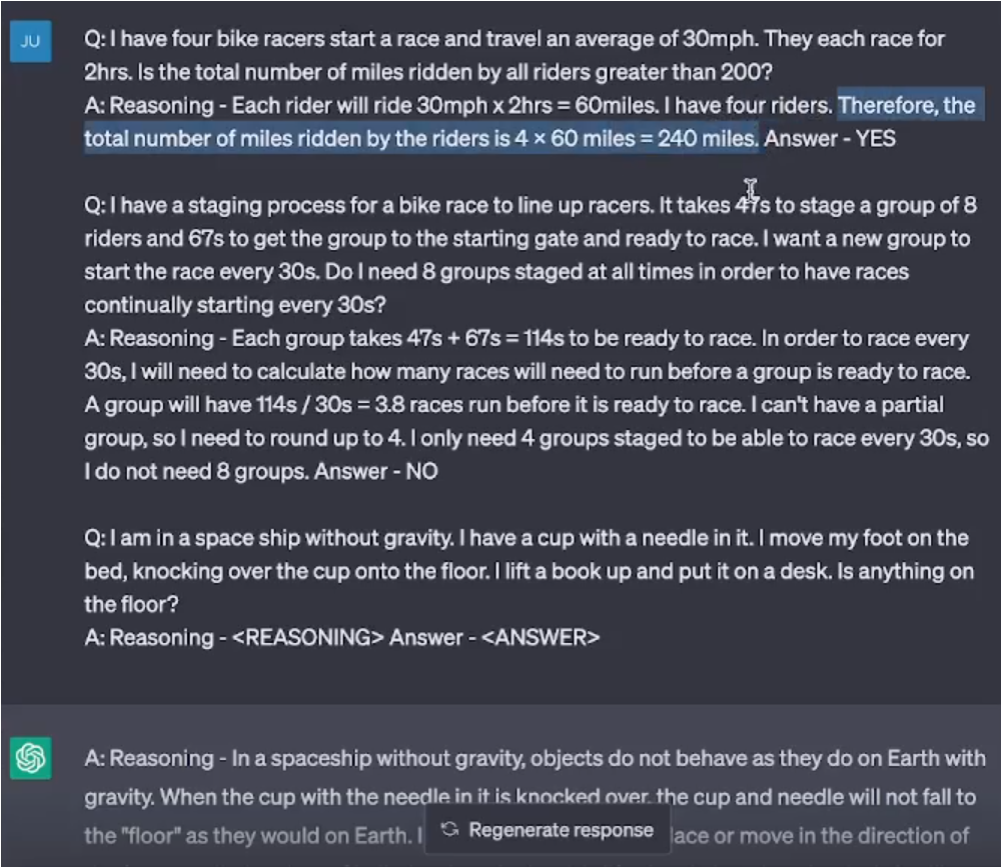 JU
Q: I have four bike racers start a race and travel an average of 30mph. They each race for
2hrs. Is the total number of miles ridden by all riders greater than 200?
A: Reasoning - Each rider will ride 30mph x 2hrs = 60miles. I have four riders. Therefore, the
total number of miles ridden by the riders is 4 × 60 miles = 240 miles. Answer - YES
Q: I have a staging process for a bike race to line up racers. It takes 47s to stage a group of 8
riders and 67s to get the group to the starting gate and ready to race. I want a new group to
start the race every 30s. Do I need 8 groups staged at all times in order to have races
continually starting every 30s?
A: Reasoning - Each group takes 47s + 67s = 114s to be ready to race. In order to race every
30s, I will need to calculate how many races will need to run before a group is ready to race.
A group will have 114s / 30s = 3.8 races run before it is ready to race. I can't have a partial
group, so I need to round up to 4. I only need 4 groups staged to be able to race every 30s, so
I do not need 8 groups. Answer - NO
Q: I am in a space ship without gravity. I have a cup with a needle in it. I move my foot on the
bed, knocking over the cup onto the floor. I lift a book up and put it on a desk. Is anything on
the floor?
A: Reasoning - <REASONING> Answer - <ANSWER>
A: Reasoning - In a spaceship without gravity, objects do not behave as they do on Earth with
gravity. When the cup with the needle in it is knocked over, the cup and needle will not fall to
the "floor" as they would on Earth. I
Regenerate response
or move in the direction of